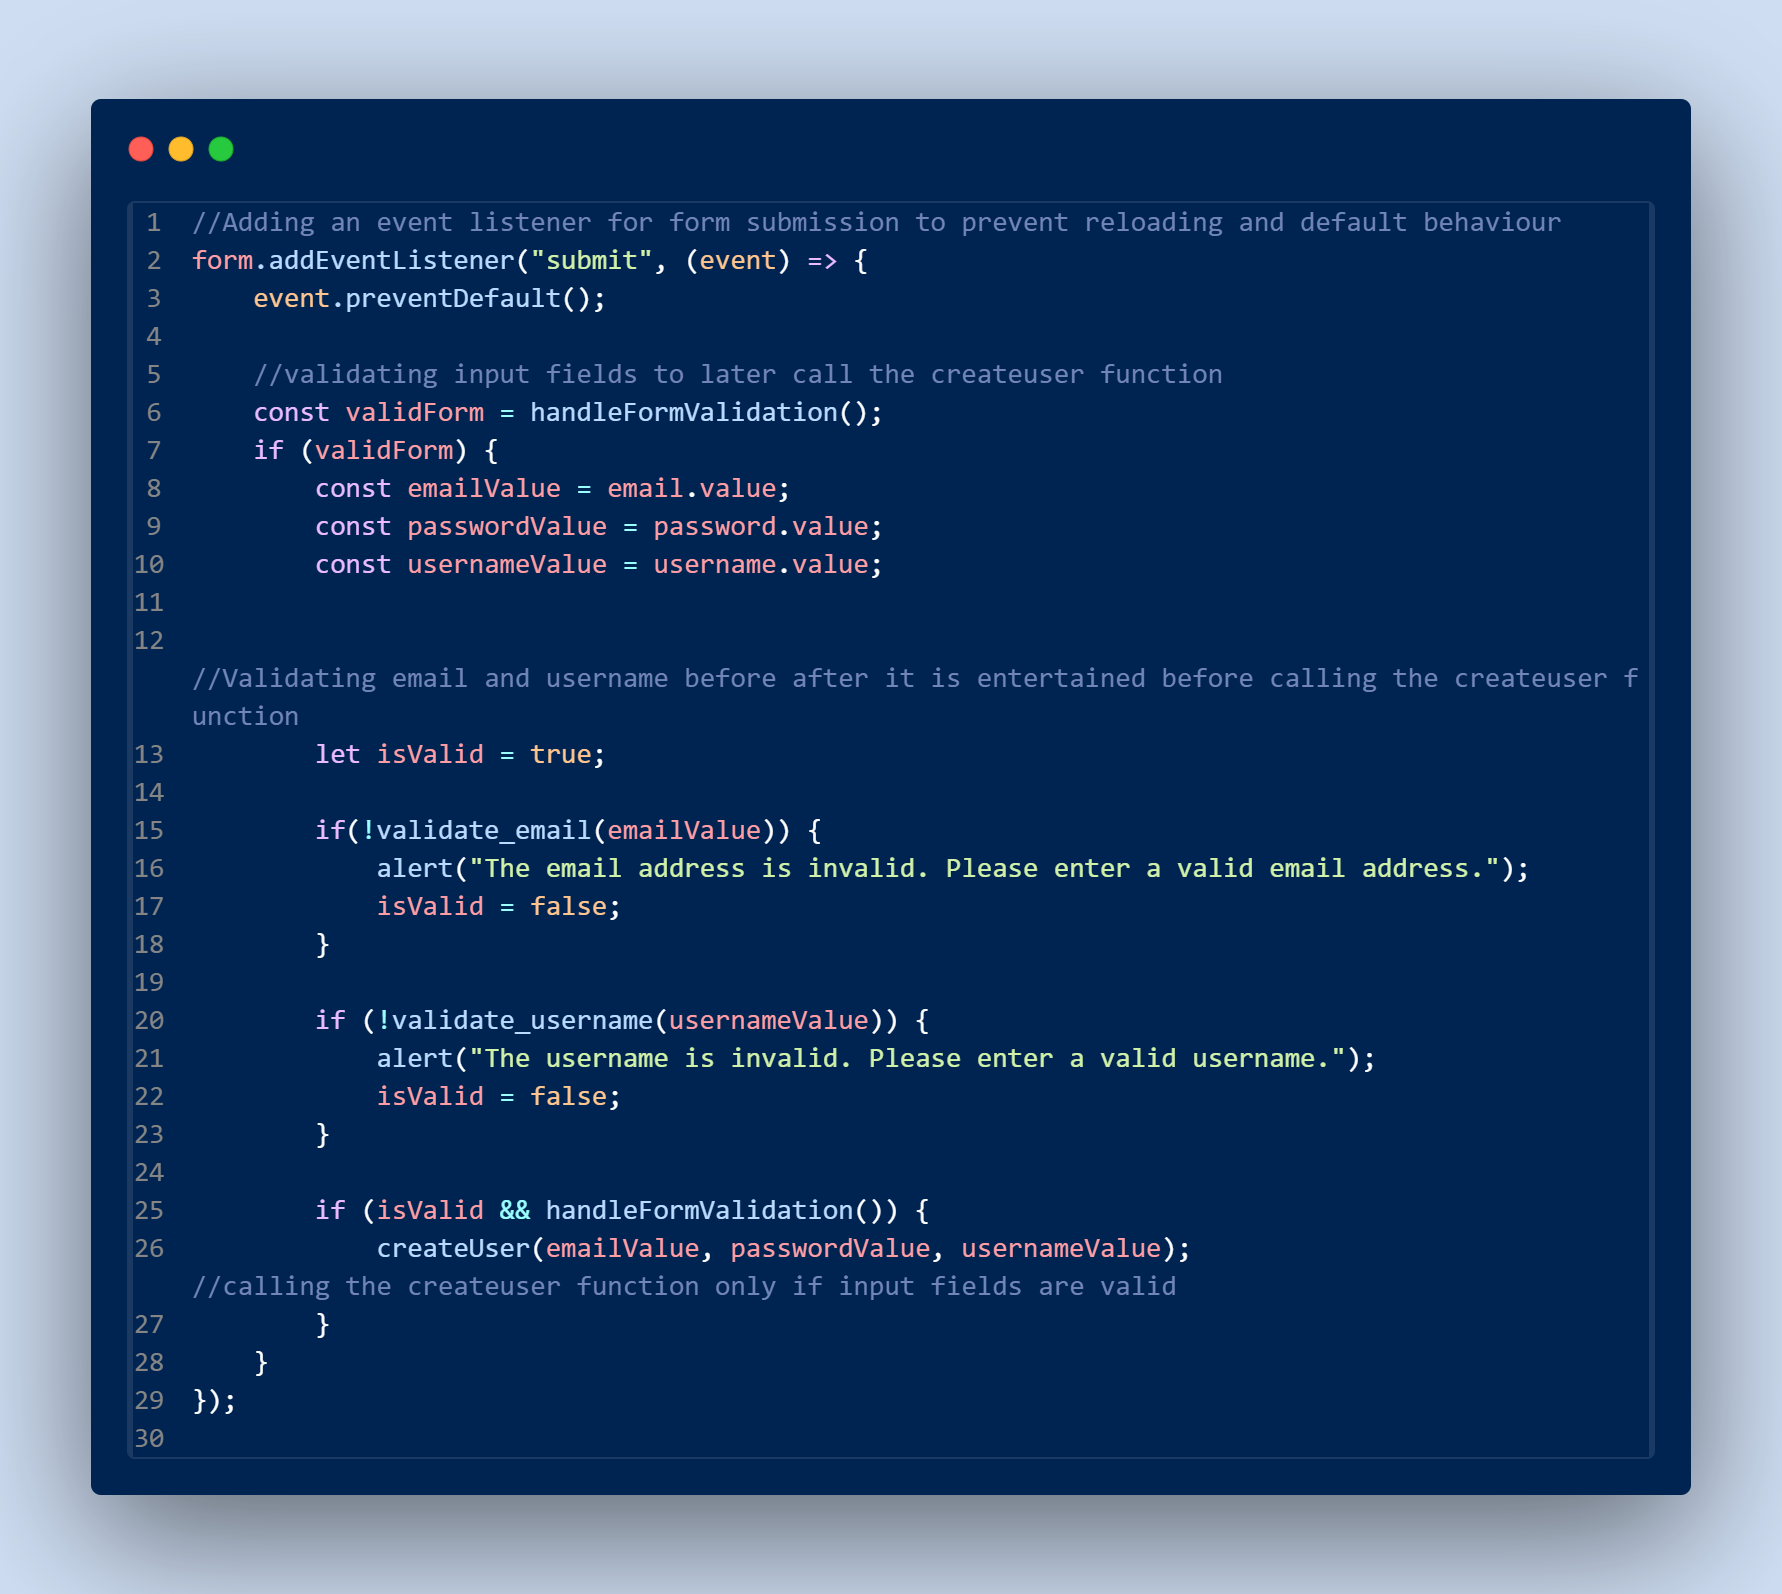 1 //Adding an event listener for form submission to prevent reloading and default behaviour
2 form.addEventListener("submit", (event) => {
3     event.preventDefault();
4
5     //validating input fields to later call the createuser function
6     const validForm = handleFormValidation();
7     if (validForm) {
8         const emailValue = email.value;
9         const passwordValue = password.value;
10         const usernameValue = username.value;
11
12
//Validating email and username before after it is entertained before calling the createuser f
unction
13         let isValid = true;
14
15         if(!validate_email(emailValue)) {
16             alert("The email address is invalid. Please enter a valid email address.");
17             isValid = false;
18         }
19
20         if (!validate_username(usernameValue)) {
21             alert("The username is invalid. Please enter a valid username.");
22             isValid = false;
23         }
24
25         if (isValid && handleFormValidation()) {
26             createUser(emailValue, passwordValue, usernameValue);
//calling the createuser function only if input fields are valid
27         }
28     }
29 });
30